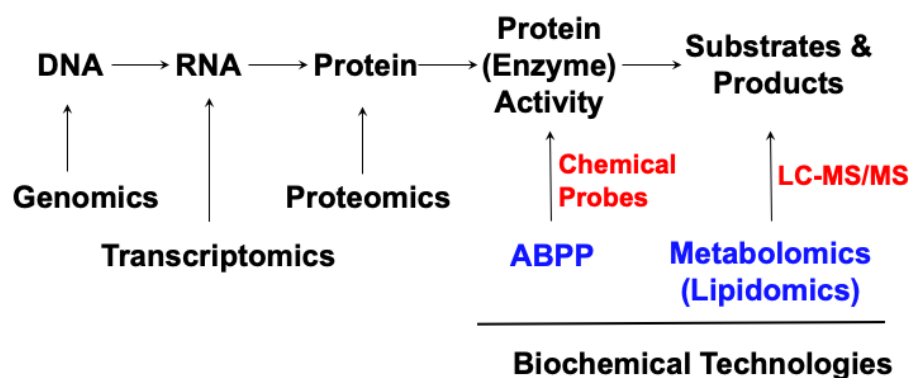 DNA
RNA
Protein
Protein
(Enzyme)
Activity
Substrates &
Products
Chemical
Probes
LC-MS/MS
Genomics
Proteomics
Transcriptomics
ABPP
Metabolomics
(Lipidomics)
Biochemical Technologies